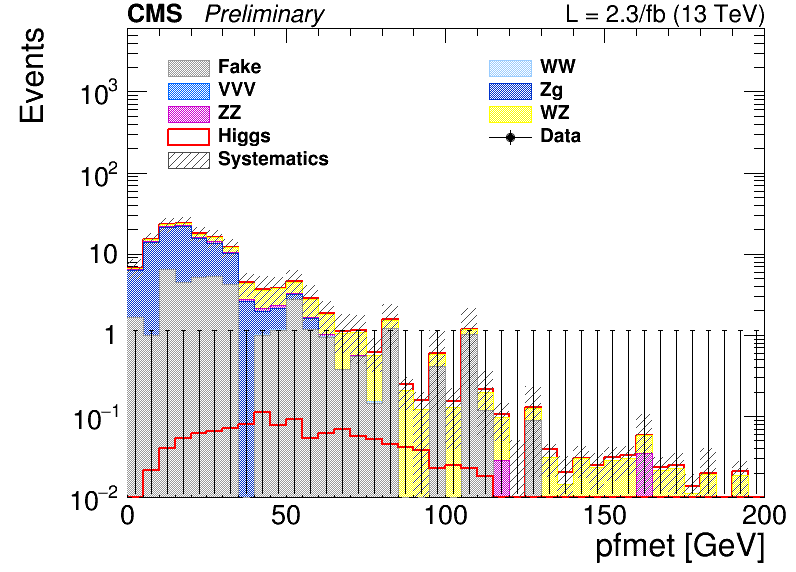 CMS Preliminary L = 2.3/fb (13 TeV)
Events
Fake
VVV
ZZ
Higgs
Systematics
WW
Zg
WZ
Data
10³
10²
10
1
10⁻¹
10⁻²
0 50 100 150 200
pfmet [GeV]